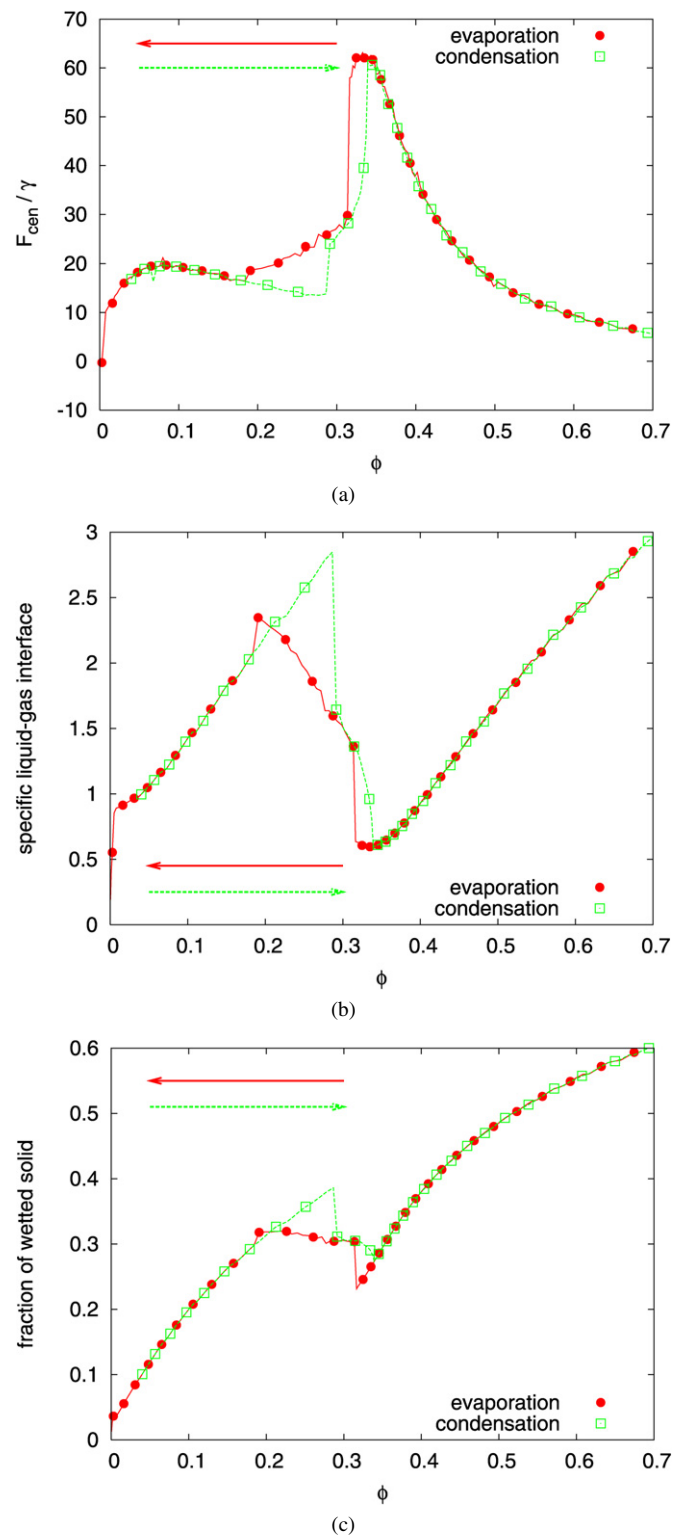 70
60
50
40
30
20
10
0
-10
F_cen / γ
evaporation
condensation
0 0.1 0.2 0.3 0.4 0.5 0.6 0.7
ϕ
(a)
3
2.5
2
1.5
1
0.5
0
specific liquid-gas interface
evaporation
condensation
0 0.1 0.2 0.3 0.4 0.5 0.6 0.7
ϕ
(b)
0.6
0.5
0.4
0.3
0.2
0.1
0
fraction of wetted solid
evaporation
condensation
0 0.1 0.2 0.3 0.4 0.5 0.6 0.7
ϕ
(c)